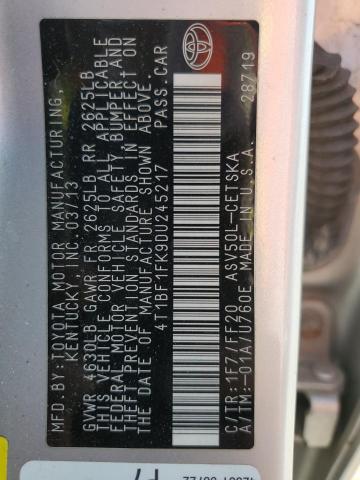 MFD.BY:TOYOTA MOTOR MANUFACTURING,
KENTUCKY, INC. 03/13
GVWR 4630LB GAWR FR 2625LB RR 2625LB
THIS VEHICLE CONFORMS TO ALL APPLICABLE
FEDERAL MOTOR VEHICLE SAFETY, BUMPER, AND
THEFT PREVENTION STANDARDS IN EFFECT ON
THE DATE OF MANUFACTURE SHOWN ABOVE.
4T1BF1FK9DU245217 PASS.CAR
C/TR:1F7/FF20 ASV50L-CETSKA
A/TM:-01A/U760E MADE IN U.S.A.
28719